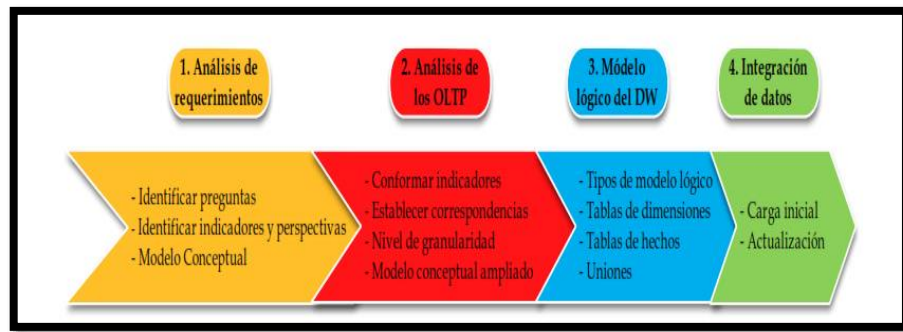 1. Análisis de
requerimientos
2. Análisis de
los OLTP
3. Módelo
lógico del DW
4. Integración
de datos
- Identificar preguntas
- Identificar indicadores y perspectivas
- Modelo Conceptual
- Conformar indicadores
- Establecer correspondencias
- Nivel de granularidad
- Modelo conceptual ampliado
- Tipos de modelo lógico
- Tablas de dimensiones
- Tablas de hechos
- Uniones
- Carga inicial
- Actualización